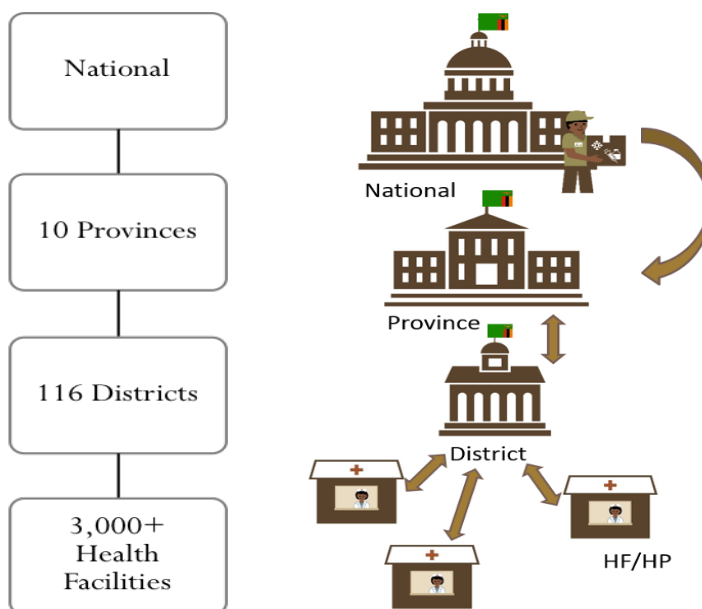 National
10 Provinces
116 Districts
3,000+
Health
Facilities
National
Province
District
HF/HP